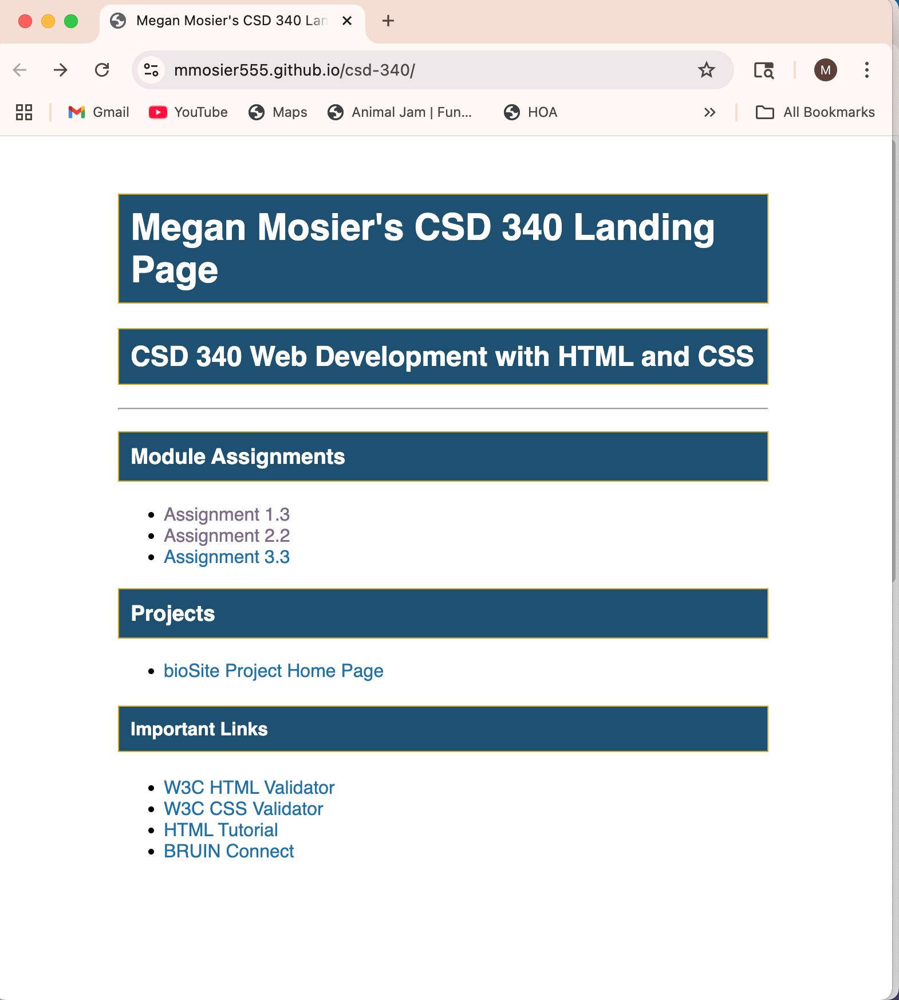 Megan Mosier's CSD 340 Lan
mmosier555.github.io/csd-340/
M
Gmail
YouTube
Maps
Animal Jam | Fun...
HOA
All Bookmarks
Megan Mosier's CSD 340 Landing
Page
CSD 340 Web Development with HTML and CSS
Module Assignments
Assignment 1.3
Assignment 2.2
Assignment 3.3
Projects
bioSite Project Home Page
Important Links
W3C HTML Validator
W3C CSS Validator
HTML Tutorial
BRUIN Connect